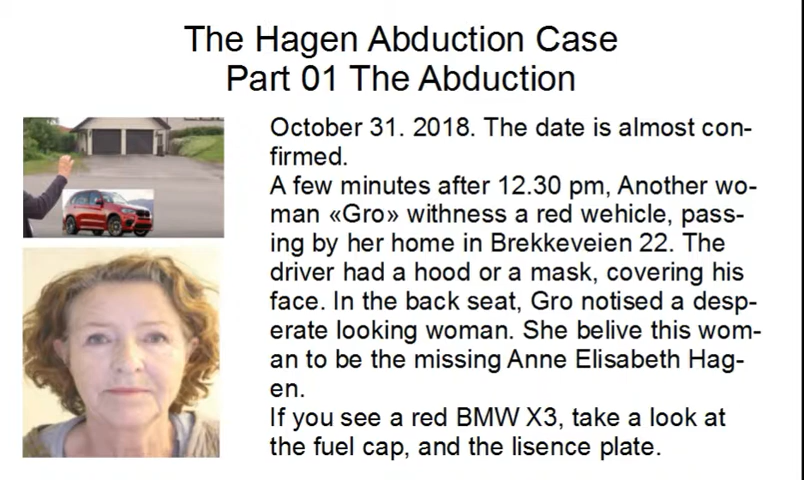 The Hagen Abduction Case
Part 01 The Abduction
October 31. 2018. The date is almost con-
firmed.
A few minutes after 12.30 pm, Another wo-
man «Gro» withness a red wehicle, pass-
ing by her home in Brekkeveien 22. The
driver had a hood or a mask, covering his
face. In the back seat, Gro notised a desp-
erate looking woman. She belive this wom-
an to be the missing Anne Elisabeth Hag-
en.
If you see a red BMW X3, take a look at
the fuel cap, and the lisence plate.